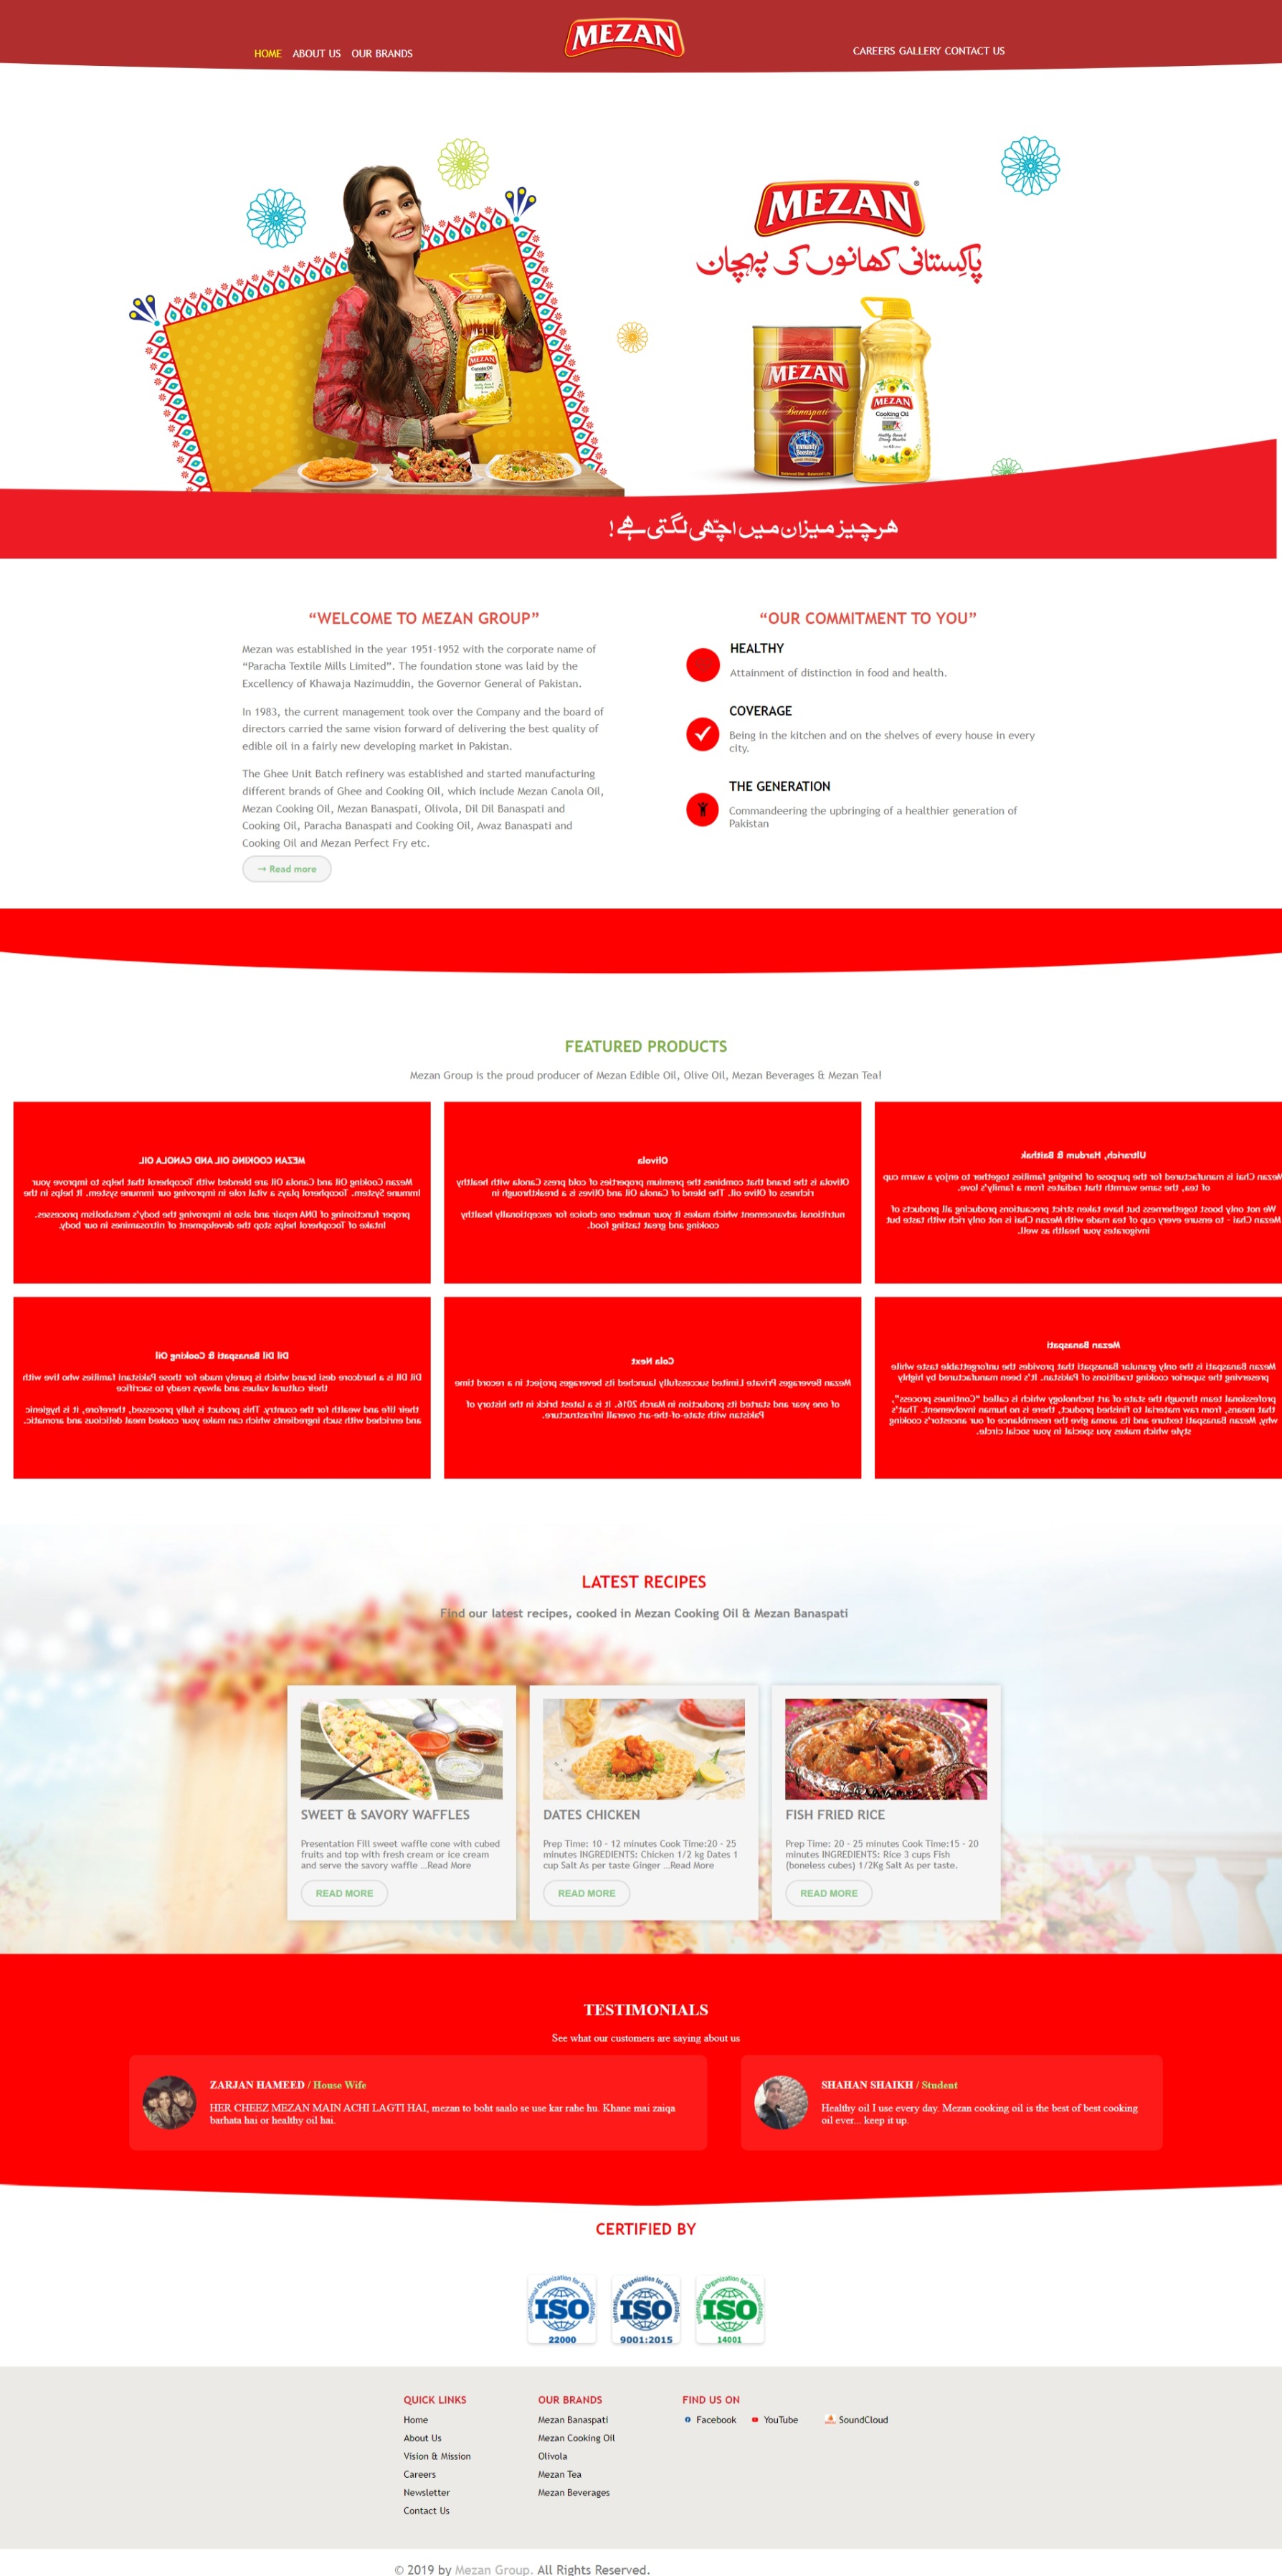 HOME ABOUT US OUR BRANDS
MEZAN
CAREERS GALLERY CONTACT US
MEZAN
پاکستانی کھانوں کی پہچان
MEZAN
Canola Oil
MEZAN
Banaspati
Immunity
Boosters
MEZAN
Cooking Oil
ہر چیز میزان میں اچھی لگتی ہے!
“WELCOME TO MEZAN GROUP”
Mezan was established in the year 1951-1952 with the corporate name of
“Paracha Textile Mills Limited”. The foundation stone was laid by the
Excellency of Khawaja Nazimuddin, the Governor General of Pakistan.
In 1983, the current management took over the Company and the board of
directors carried the same vision forward of delivering the best quality of
edible oil in a fairly new developing market in Pakistan.
The Ghee Unit Batch refinery was established and started manufacturing
different brands of Ghee and Cooking Oil, which include Mezan Canola Oil,
Mezan Cooking Oil, Mezan Banaspati, Olivola, Dil Dil Banaspati and
Cooking Oil, Paracha Banaspati and Cooking Oil, Awaz Banaspati and
Cooking Oil and Mezan Perfect Fry etc.
→ Read more
“OUR COMMITMENT TO YOU”
HEALTHY
Attainment of distinction in food and health.
COVERAGE
Being in the kitchen and on the shelves of every house in every
city.
THE GENERATION
Commandeering the upbringing of a healthier generation of
Pakistan
FEATURED PRODUCTS
Mezan Group is the proud producer of Mezan Edible Oil, Olive Oil, Mezan Beverages & Mezan Tea!
MEZAN COOKING OIL AND CANOLA OIL
Mezan Cooking Oil and Canola Oil are blended with Tocopherol that helps to improve your
Immune System. Tocopherol plays a vital role in improving our immune system. It helps in the
proper functioning of DNA repair and also in improving the body's metabolism processes.
Intake of Tocopherol helps stop the development of nitrosamines in our body.
Olivola
Olivola is the brand that combines the premium properties of cold press Canola with healthy
richness of Olive oil. The blend of Canola Oil and Olives is a breakthrough in
nutritional advancement which makes it your number one choice for exceptionally healthy
cooking and great tasting food.
Ultrarich, Hardum & Baithak
Mezan Chai is manufactured for the purpose of bringing families together to enjoy a warm cup
of tea, the same warmth that radiates from a family's love.
We not only boost togetherness but have taken strict precautions producing all products of
Mezan Chai - to ensure every cup of tea made with Mezan Chai is not only rich with taste but
invigorates your health as well.
Dil Dil Banaspati & Cooking Oil
Dil Dil is a hardcore desi brand which is purely made for those Pakistani families who live with
their cultural values and always ready to sacrifice
their life and wealth for the country. This product is fully processed, therefore, it is hygienic
and enriched with such ingredients which can make your cooked meal delicious and aromatic.
Cola Next
Mezan Beverages Private Limited successfully launched its beverages project in a record time
of one year and started its production in March 2016. It is a latest brick in the history of
Pakistan with state-of-the-art overall infrastructure.
Mezan Banaspati
Mezan Banaspati is the only granular Banaspati that provides the unforgettable taste while
preserving the superior cooking traditions of Pakistan. It's been manufactured by highly
professional team through the state of art technology which is called "Continues process",
that means, from raw material to finished product, there is no human involvement. That's
why, Mezan Banaspati texture and its aroma give the resemblance of our ancestor's cooking
style which makes you special in your social circle.
LATEST RECIPES
Find our latest recipes, cooked in Mezan Cooking Oil & Mezan Banaspati
SWEET & SAVORY WAFFLES
Presentation Fill sweet waffle cone with cubed
fruits and top with fresh cream or ice cream
and serve the savory waffle ...Read More
READ MORE
DATES CHICKEN
Prep Time: 10 - 12 minutes Cook Time:20 - 25
minutes INGREDIENTS: Chicken 1/2 kg Dates 1
cup Salt As per taste Ginger ...Read More
READ MORE
FISH FRIED RICE
Prep Time: 20 - 25 minutes Cook Time:15 - 20
minutes INGREDIENTS: Rice 3 cups Fish
(boneless cubes) 1/2Kg Salt As per taste.
READ MORE
TESTIMONIALS
See what our customers are saying about us
ZARJAN HAMEED / House Wife
HER CHEEZ MEZAN MAIN ACHI LAGTI HAI, mezan to boht saalo se use kar rahe hu. Khane mai zaiqa
barhata hai or healthy oil hai.
SHAHAN SHAIKH / Student
Healthy oil I use every day. Mezan cooking oil is the best of best cooking
oil ever... keep it up.
CERTIFIED BY
International Organization for Standardization
ISO
22000
International Organization for Standardization
ISO
9001:2015
International Organization for Standardization
ISO
14001
QUICK LINKS
Home
About Us
Vision & Mission
Careers
Newsletter
Contact Us
OUR BRANDS
Mezan Banaspati
Mezan Cooking Oil
Olivola
Mezan Tea
Mezan Beverages
FIND US ON
Facebook YouTube SoundCloud
© 2019 by Mezan Group. All Rights Reserved.